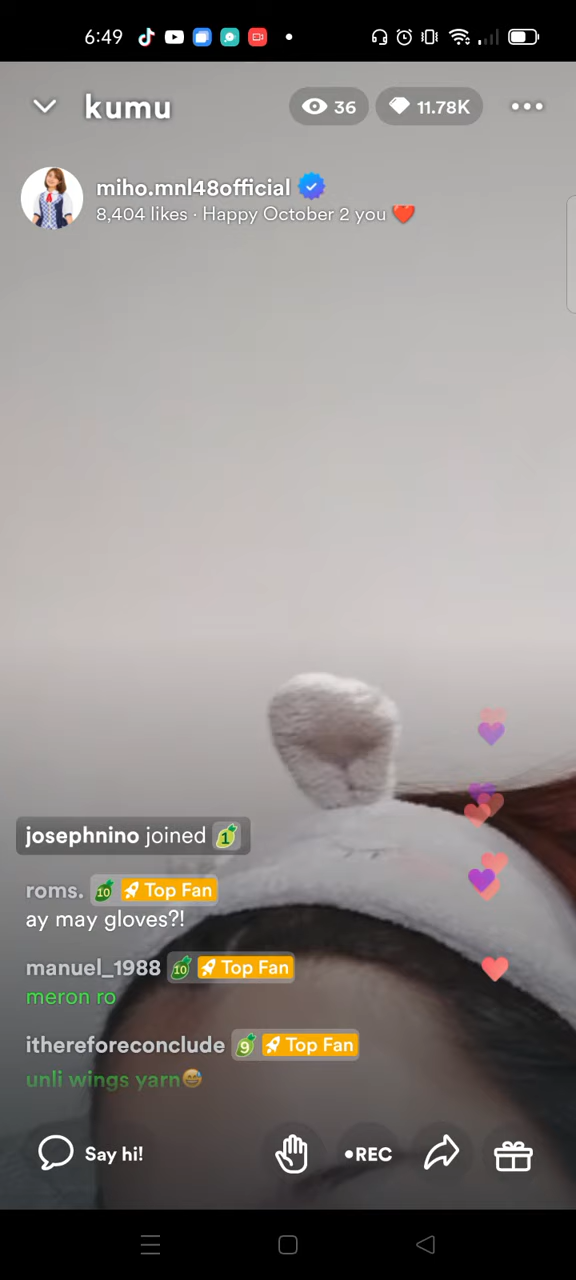 6:49
kumu
36
11.78K
miho.mnl48official
8,404 likes · Happy October 2 you ❤️
josephnino joined 1
roms. 10 Top Fan
ay may gloves?!
manuel_1988 10 Top Fan
meron ro
ithereforeconclude 9 Top Fan
unli wings yarn😅
Say hi!
•REC